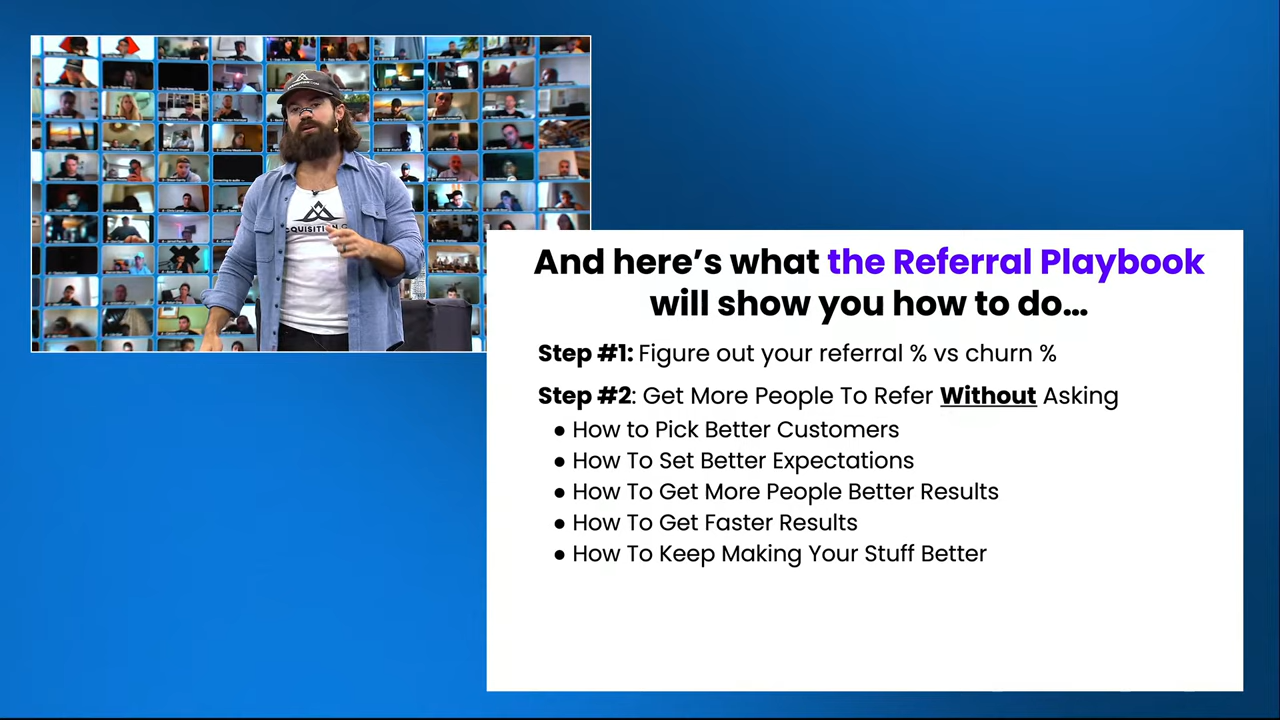 And here's what the Referral Playbook
will show you how to do...
Step #1: Figure out your referral % vs churn %
Step #2: Get More People To Refer Without Asking
● How to Pick Better Customers
● How To Set Better Expectations
● How To Get More People Better Results
● How To Get Faster Results
● How To Keep Making Your Stuff Better